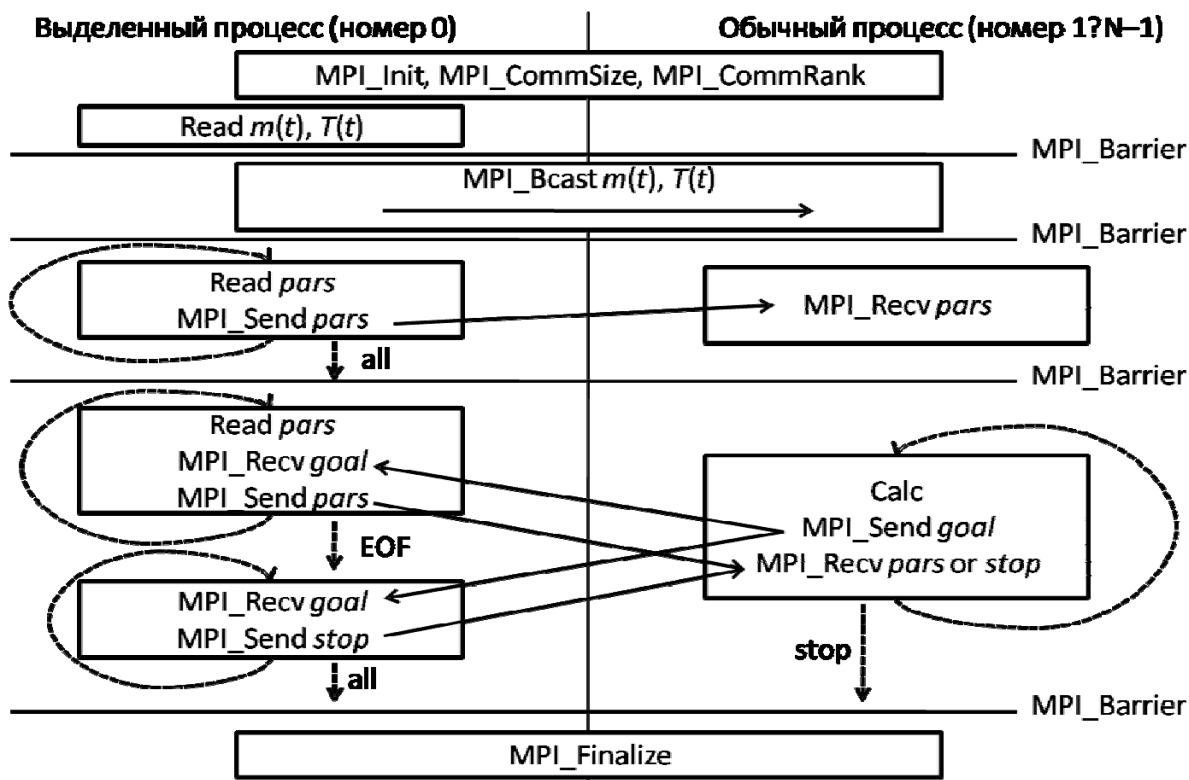 Выделенный процесс (номер 0)
Обычный процесс (номер 1?N–1)
MPI_Init, MPI_CommSize, MPI_CommRank
Read m(t), T(t)
MPI_Barrier
MPI_Bcast m(t), T(t)
MPI_Barrier
Read pars
MPI_Send pars
MPI_Recv pars
all
MPI_Barrier
Read pars
MPI_Recv goal
MPI_Send pars
Calc
MPI_Send goal
MPI_Recv pars or stop
EOF
MPI_Recv goal
MPI_Send stop
stop
all
MPI_Barrier
MPI_Finalize